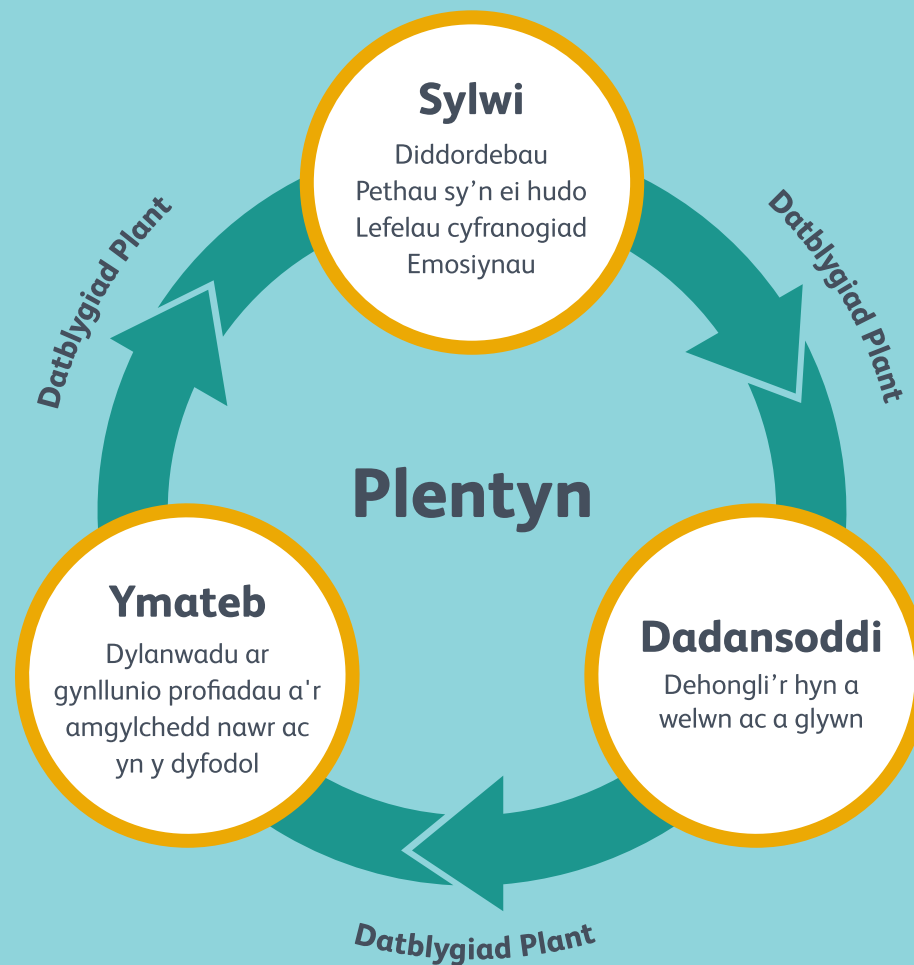 Sylwi
Diddordebau
Pethau sy’n ei hudo
Lefelau cyfranogiad
Emosiynau
Datblygiad Plant
Datblygiad Plant
Plentyn
Ymateb
Dylanwadu ar
gynllunio profiadau a'r
amgylchedd nawr ac
yn y dyfodol
Dadansoddi
Dehongli’r hyn a
welwn ac a glywn
Datblygiad Plant